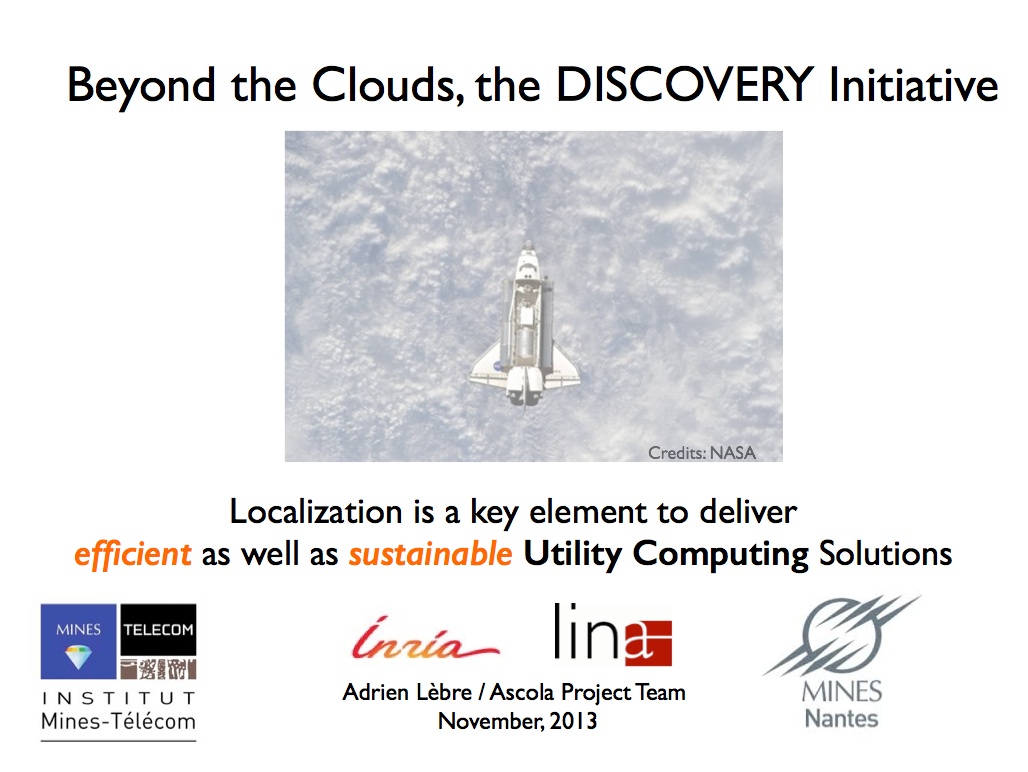 Beyond the Clouds, the DISCOVERY Initiative
Credits: NASA
Localization is a key element to deliver
efficient as well as sustainable Utility Computing Solutions
MINES TELECOM
INSTITUT
Mines-Télécom
Inría
lina
Adrien Lèbre / Ascola Project Team
November, 2013
MINES
Nantes